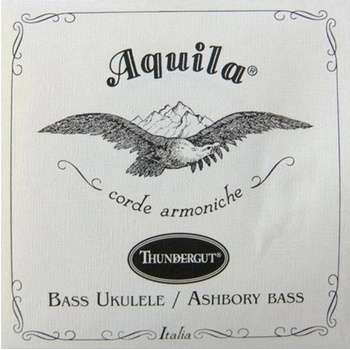 Aquila®
corde armoniche
THUNDERGUT®
BASS UKULELE / ASHBORY BASS
Italia